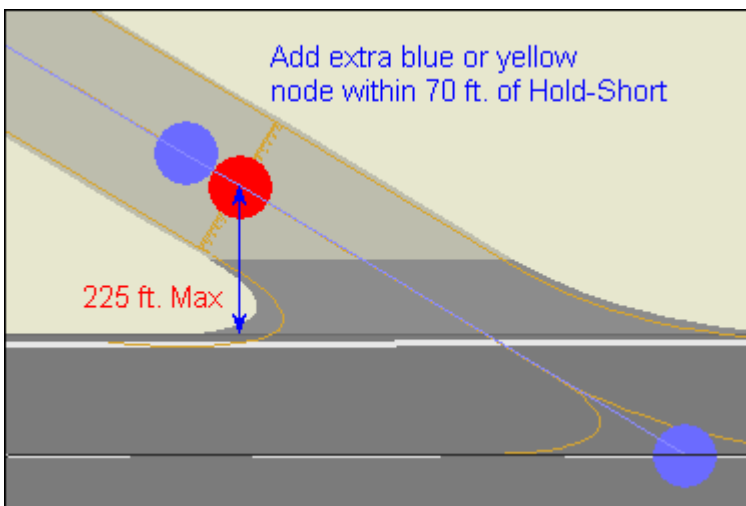 Add extra blue or yellow
node within 70 ft. of Hold-Short
225 ft. Max